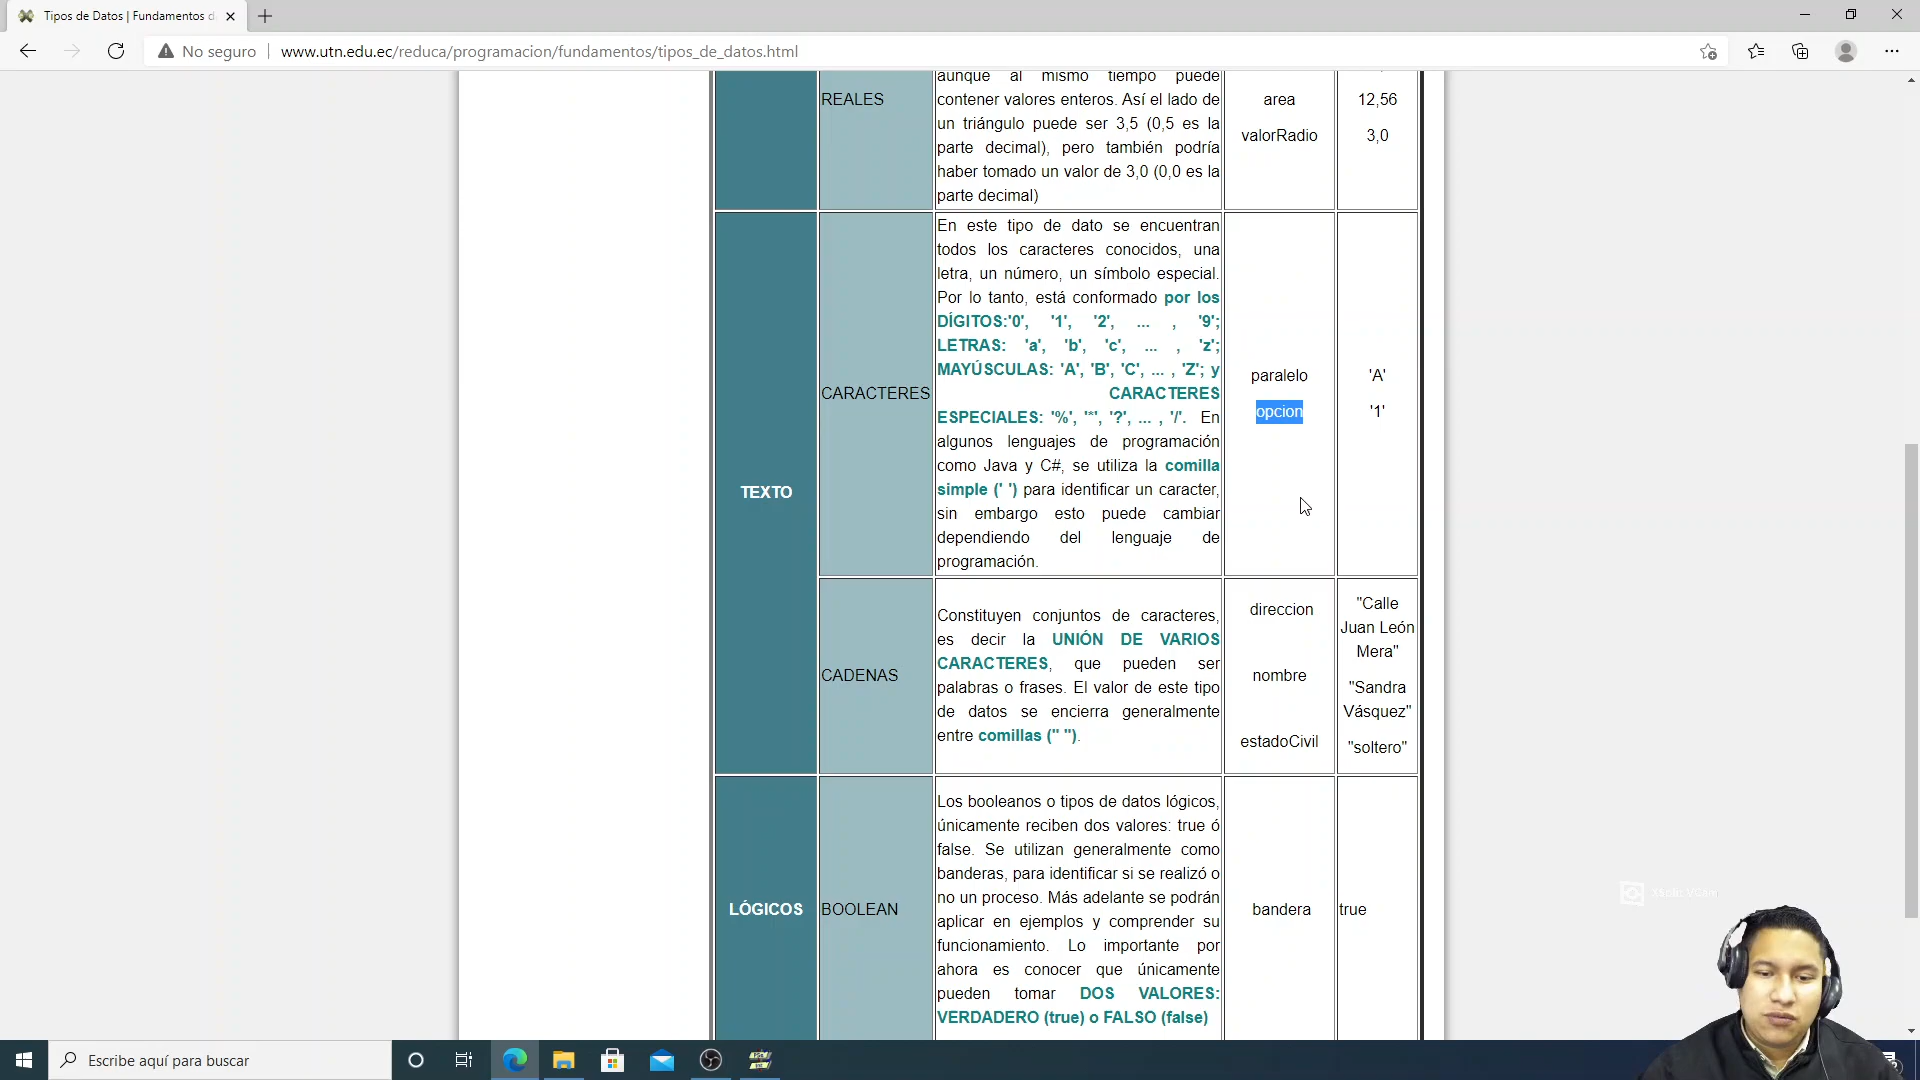 Tipos de Datos | Fundamentos d
No seguro
www.utn.edu.ec/reduca/programacion/fundamentos/tipos_de_datos.html
REALES
aunque al mismo tiempo puede
contener valores enteros. Así el lado de
un triángulo puede ser 3,5 (0,5 es la
parte decimal), pero también podría
haber tomado un valor de 3,0 (0,0 es la
parte decimal)
area
valorRadio
12,56
3,0
TEXTO
CARACTERES
En este tipo de dato se encuentran
todos los caracteres conocidos, una
letra, un número, un símbolo especial.
Por lo tanto, está conformado por los
DÍGITOS:'0', '1', '2', ... , '9';
LETRAS: 'a', 'b', 'c', ... , 'z';
MAYÚSCULAS: 'A', 'B', 'C', ... , 'Z'; y
CARACTERES
ESPECIALES: '%', '*', '?', ... , '/'. En
algunos lenguajes de programación
como Java y C#, se utiliza la comilla
simple (' ') para identificar un caracter,
sin embargo esto puede cambiar
dependiendo del lenguaje de
programación.
paralelo
opcion
'A'
'1'
CADENAS
Constituyen conjuntos de caracteres,
es decir la UNIÓN DE VARIOS
CARACTERES, que pueden ser
palabras o frases. El valor de este tipo
de datos se encierra generalmente
entre comillas (" ").
direccion
nombre
estadoCivil
"Calle
Juan León
Mera"
"Sandra
Vásquez"
"soltero"
LÓGICOS
BOOLEAN
Los booleanos o tipos de datos lógicos,
únicamente reciben dos valores: true ó
false. Se utilizan generalmente como
banderas, para identificar si se realizó o
no un proceso. Más adelante se podrán
aplicar en ejemplos y comprender su
funcionamiento. Lo importante por
ahora es conocer que únicamente
pueden tomar DOS VALORES:
VERDADERO (true) o FALSO (false)
bandera
true
XSplit VCam
Escribe aquí para buscar